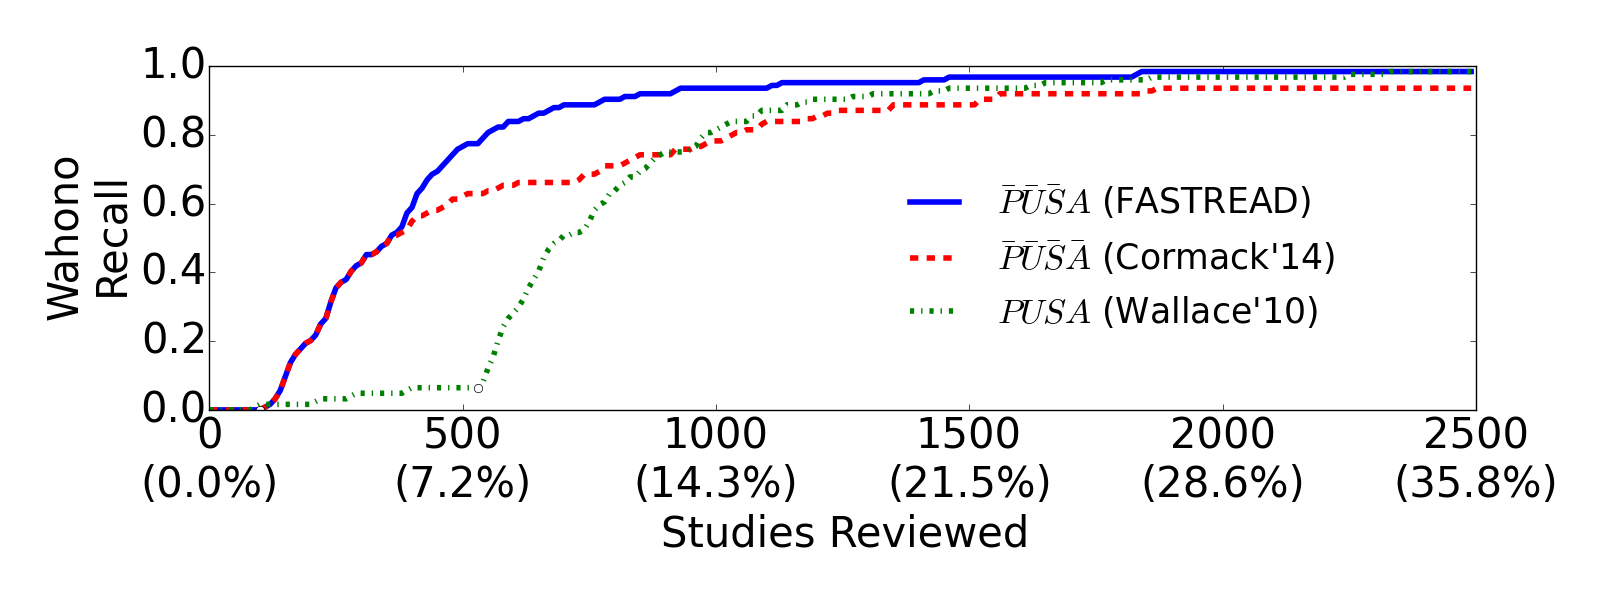 Wahono
Recall
1.0
0.8
0.6
0.4
0.2
0.0
P̄ŪS̄A (FASTREAD)
P̄ŪS̄Ā (Cormack'14)
PUSA (Wallace'10)
0 500 1000 1500 2000 2500
(0.0%) (7.2%) (14.3%) (21.5%) (28.6%) (35.8%)
Studies Reviewed